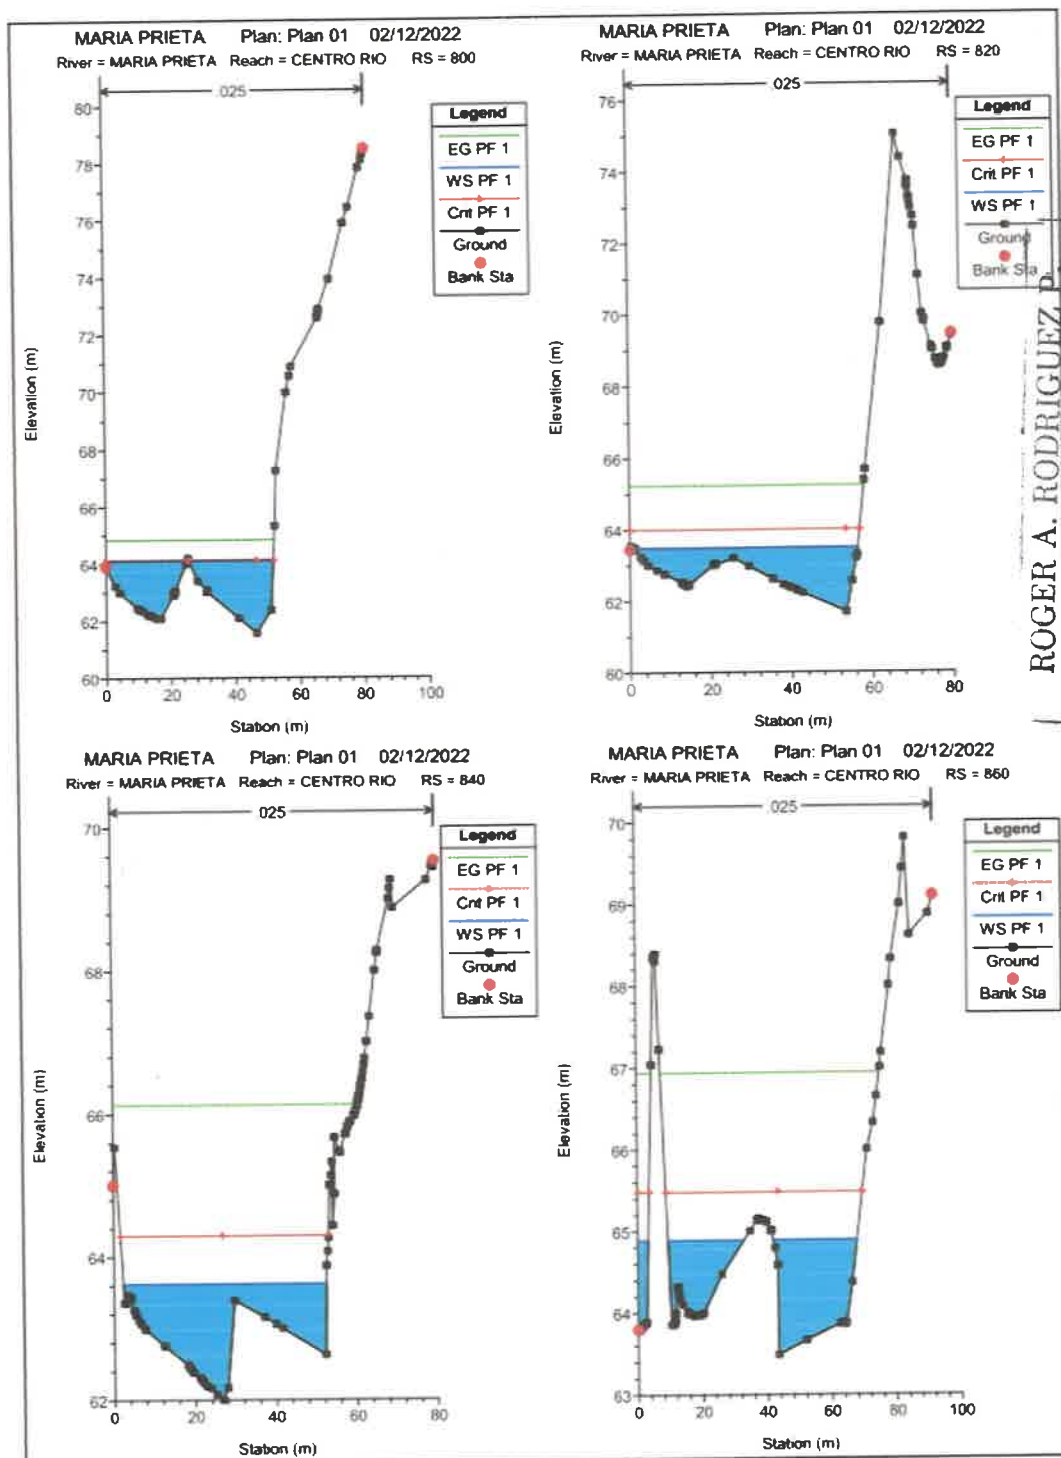 MARIA PRIETA Plan: Plan 01 02/12/2022
River = MARIA PRIETA Reach = CENTRO RIO RS = 800
.025
Legend
EG PF 1
WS PF 1
Crit PF 1
Ground
Bank Sta
80
78
76
74
72
70
68
66
64
62
60
Elevation (m)
0 20 40 60 80 100
Station (m)
MARIA PRIETA Plan: Plan 01 02/12/2022
River = MARIA PRIETA Reach = CENTRO RIO RS = 820
.025
Legend
EG PF 1
Crit PF 1
WS PF 1
Ground
Bank Sta
76
74
72
70
68
66
64
62
60
Elevation (m)
0 20 40 60 80
Station (m)
ROGER A. RODRIGUEZ P.
MARIA PRIETA Plan: Plan 01 02/12/2022
River = MARIA PRIETA Reach = CENTRO RIO RS = 840
.025
Legend
EG PF 1
Crit PF 1
WS PF 1
Ground
Bank Sta
70
68
66
64
62
Elevation (m)
0 20 40 60 80
Station (m)
MARIA PRIETA Plan: Plan 01 02/12/2022
River = MARIA PRIETA Reach = CENTRO RIO RS = 860
.025
Legend
EG PF 1
Crit PF 1
WS PF 1
Ground
Bank Sta
70
69
68
67
66
65
64
63
Elevation (m)
0 20 40 60 80 100
Station (m)